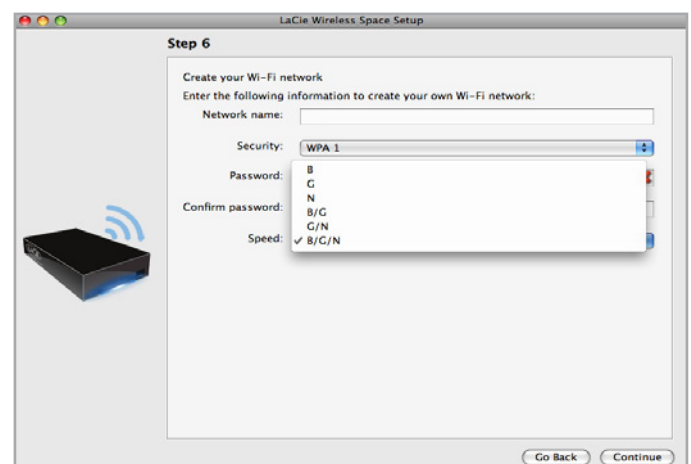 LaCie Wireless Space Setup
Step 6
Create your Wi-Fi network
Enter the following information to create your own Wi-Fi network:
Network name:
Security: WPA 1
Password:
B
G
N
B/G
G/N
Confirm password:
Speed: ✓ B/G/N
Go Back Continue